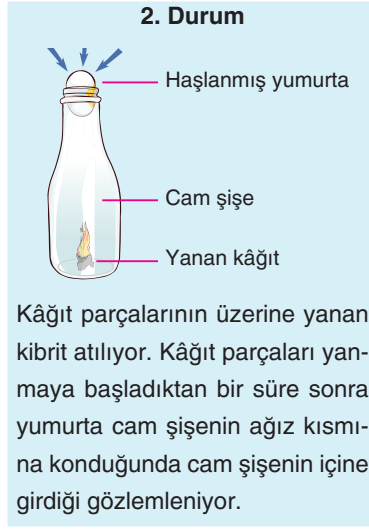 2. Durum
Haşlanmış yumurta
Cam şişe
Yanan kâğıt
Kâğıt parçalarının üzerine yanan
kibrit atılıyor. Kâğıt parçaları yan-
maya başladıktan bir süre sonra
yumurta cam şişenin ağız kısmı-
na konduğunda cam şişenin içine
girdiği gözlemleniyor.